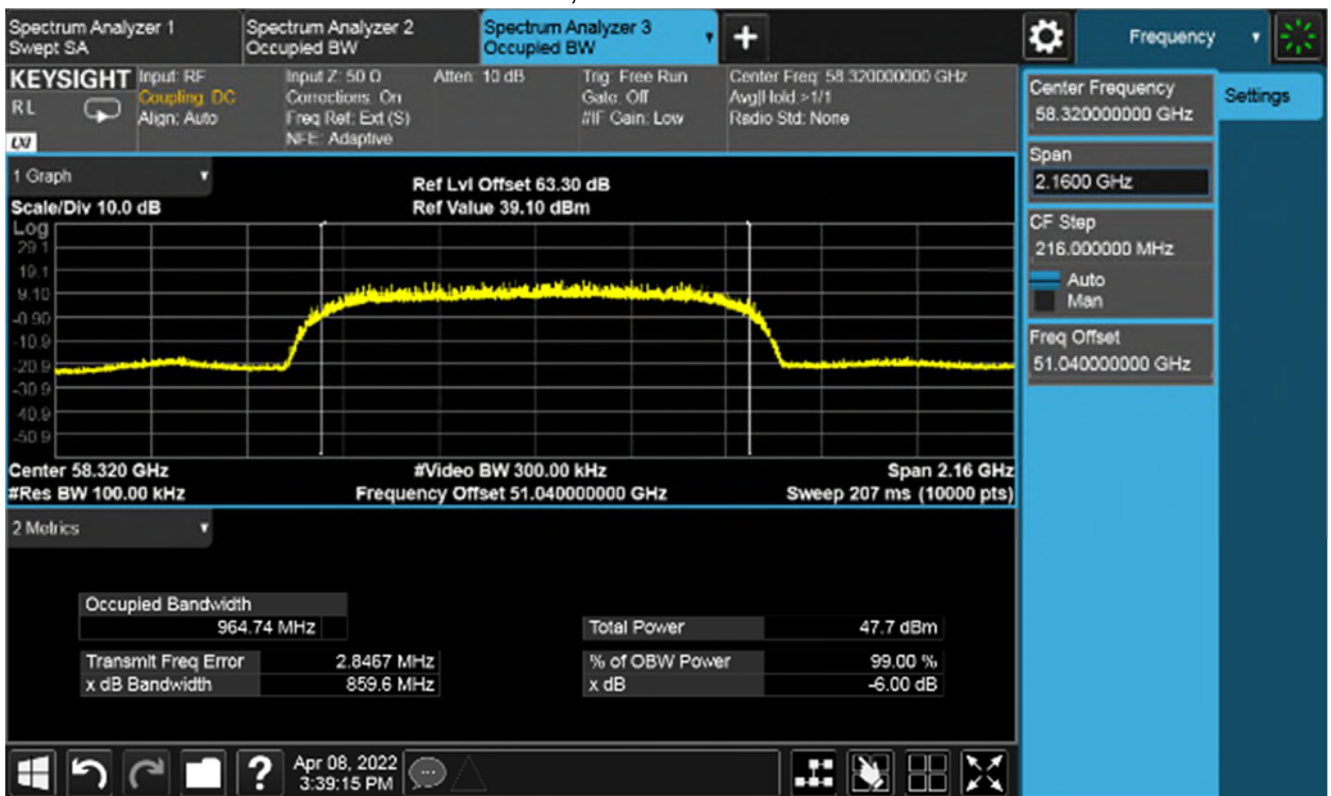 Spectrum Analyzer 1
Swept SA
Spectrum Analyzer 2
Occupied BW
Spectrum Analyzer 3
Occupied BW
Frequency
KEYSIGHT
RL
LXI
Input: RF
Coupling: DC
Align: Auto
Input Z: 50 Ω
Corrections: On
Freq Ref: Ext (S)
NFE: Adaptive
Atten: 10 dB
Trig: Free Run
Gate: Off
#IF Gain: Low
Center Freq: 58.320000000 GHz
Avg|Hold:>1/1
Radio Std: None
Center Frequency
58.320000000 GHz
Settings
Span
2.1600 GHz
CF Step
216.000000 MHz
Auto
Man
Freq Offset
51.040000000 GHz
1 Graph
Scale/Div 10.0 dB
Ref Lvl Offset 63.30 dB
Ref Value 39.10 dBm
Log
29.1
19.1
9.10
-0.90
-10.9
-20.9
-30.9
-40.9
-50.9
Center 58.320 GHz
#Video BW 300.00 kHz
Span 2.16 GHz
#Res BW 100.00 kHz
Frequency Offset 51.040000000 GHz
Sweep 207 ms (10000 pts)
2 Metrics
Occupied Bandwidth
964.74 MHz
Total Power 47.7 dBm
Transmit Freq Error 2.8467 MHz
% of OBW Power 99.00 %
x dB Bandwidth 859.6 MHz
x dB -6.00 dB
?
Apr 08, 2022
3:39:15 PM